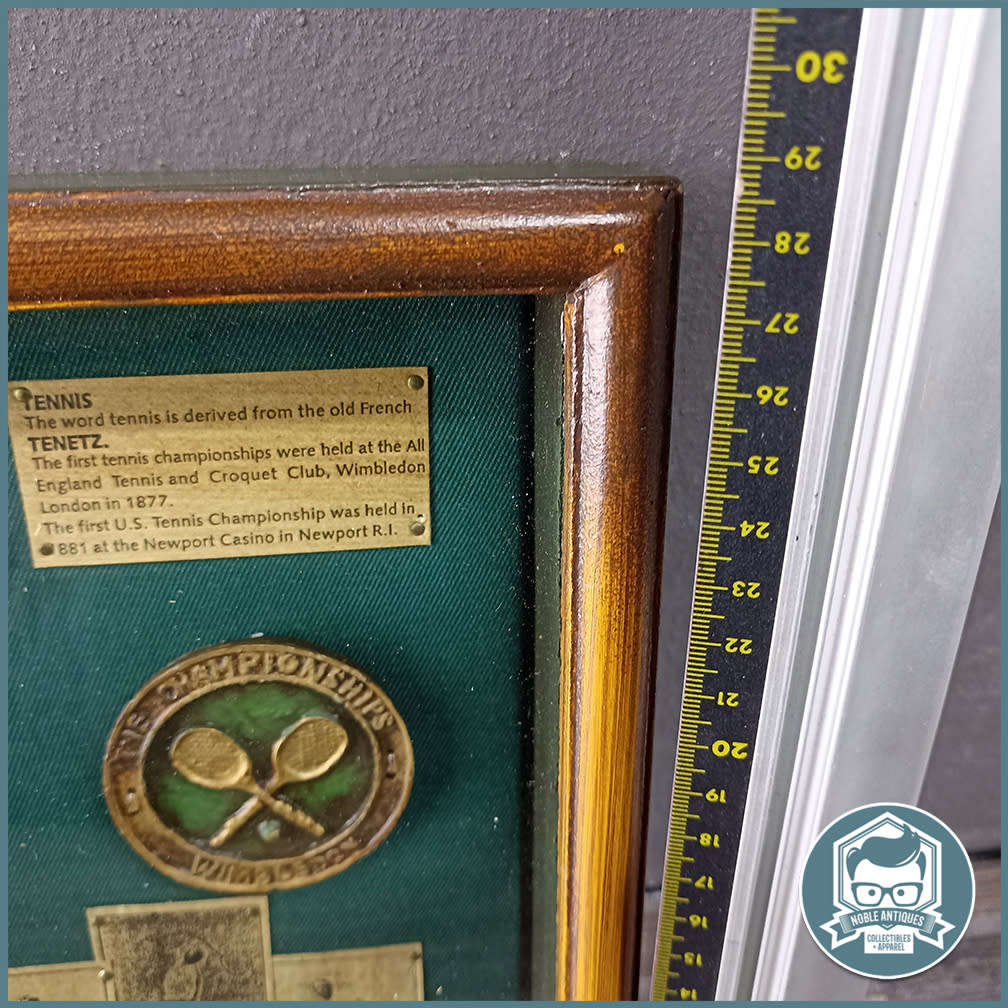 TENNIS
The word tennis is derived from the old French
TENETZ.
The first tennis championships were held at the All
England Tennis and Croquet Club, Wimbledon
London in 1877.
The first U.S. Tennis Championship was held in
881 at the Newport Casino in Newport R.I.
THE CHAMPIONSHIPS
WIMBLEDON
30
29
28
27
26
25
24
23
22
21
20
19
18
17
16
15
14
NOBLE ANTIQUES
COLLECTIBLES
+ APPAREL